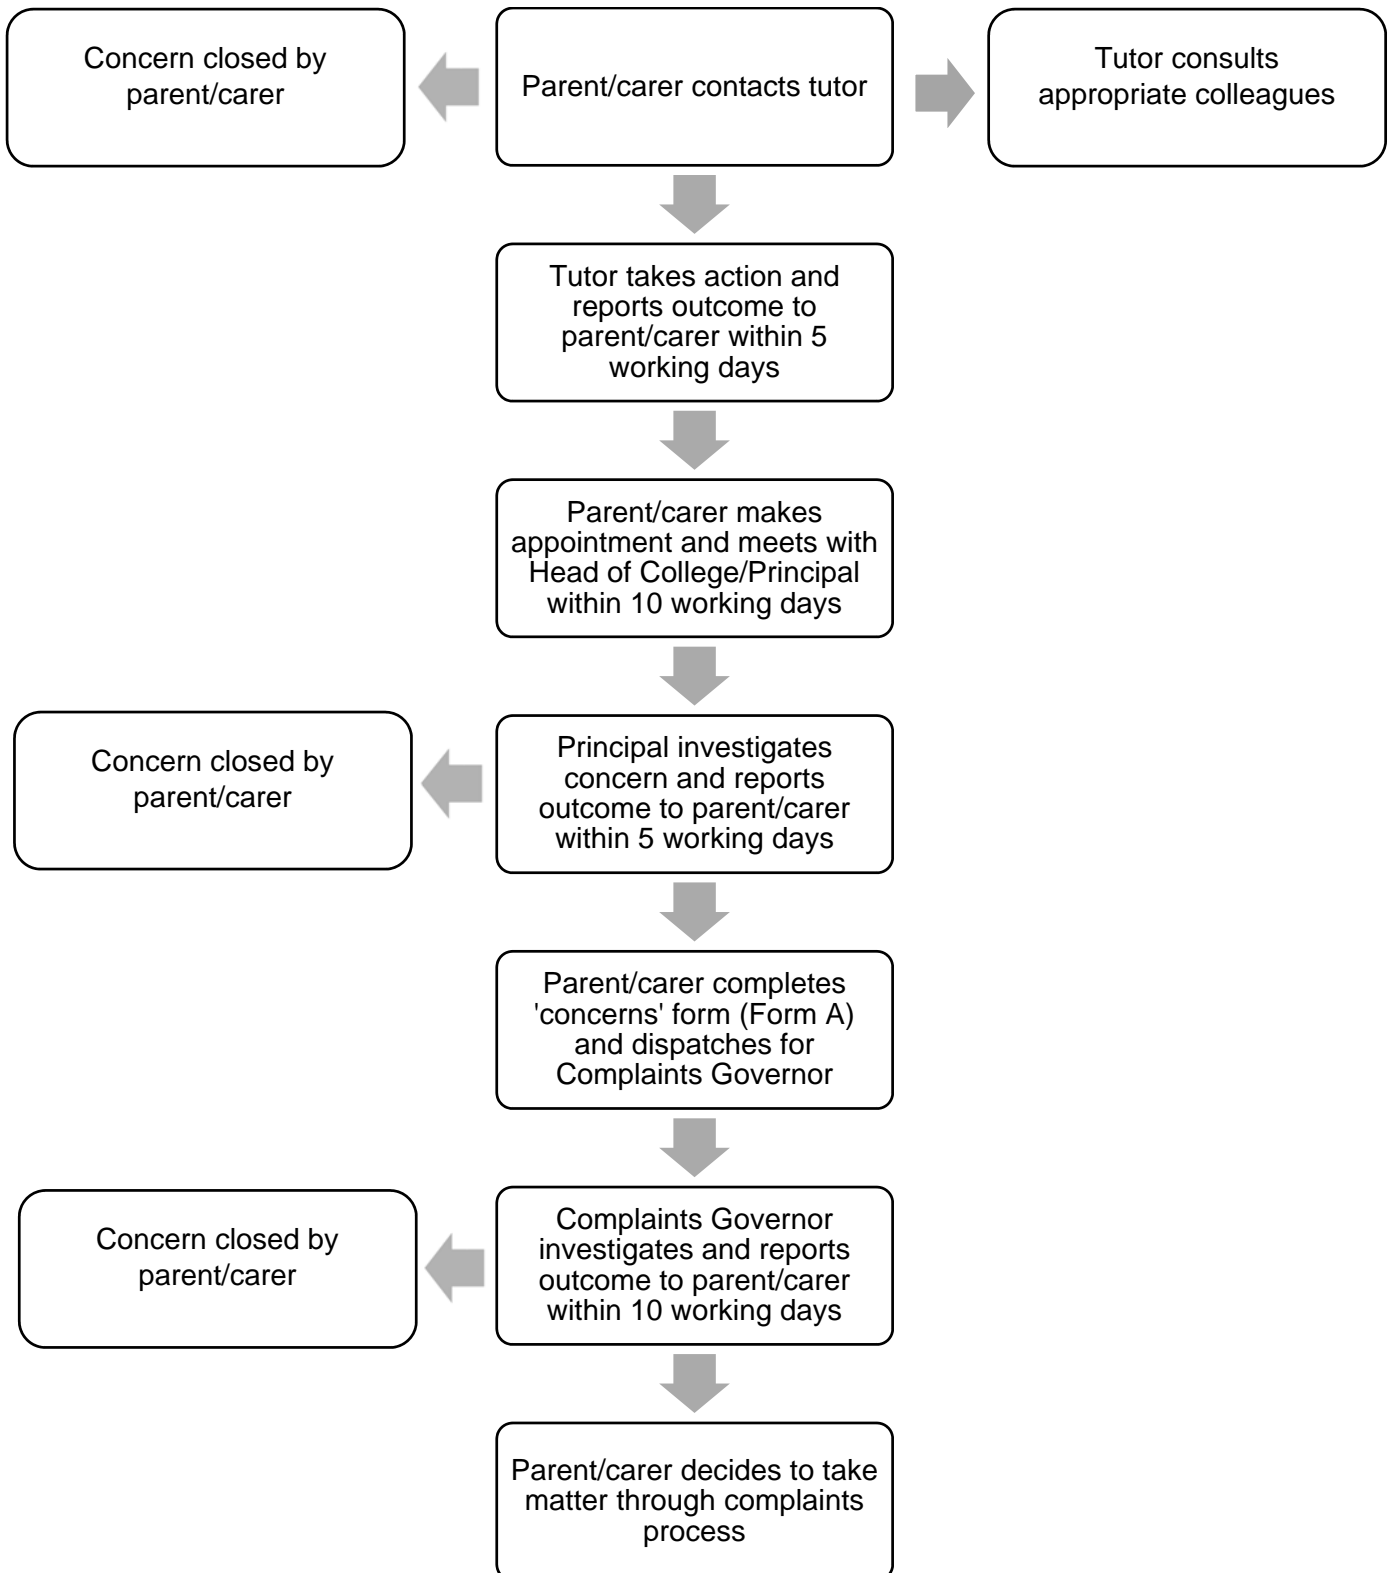 Concern closed by
parent/carer
Parent/carer contacts tutor
Tutor consults
appropriate colleagues
Tutor takes action and
reports outcome to
parent/carer within 5
working days
Parent/carer makes
appointment and meets with
Head of College/Principal
within 10 working days
Concern closed by
parent/carer
Principal investigates
concern and reports
outcome to parent/carer
within 5 working days
Parent/carer completes
'concerns' form (Form A)
and dispatches for
Complaints Governor
Concern closed by
parent/carer
Complaints Governor
investigates and reports
outcome to parent/carer
within 10 working days
Parent/carer decides to take
matter through complaints
process